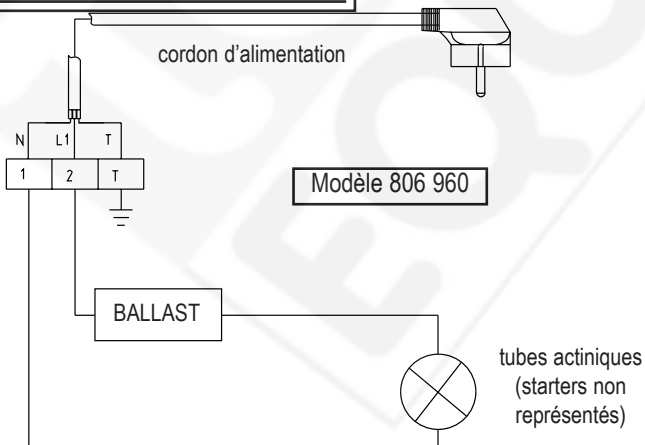 cordon d'alimentation
N L1 T
1 2 T
Modèle 806 960
BALLAST
tubes actiniques
(starters non
représentés)